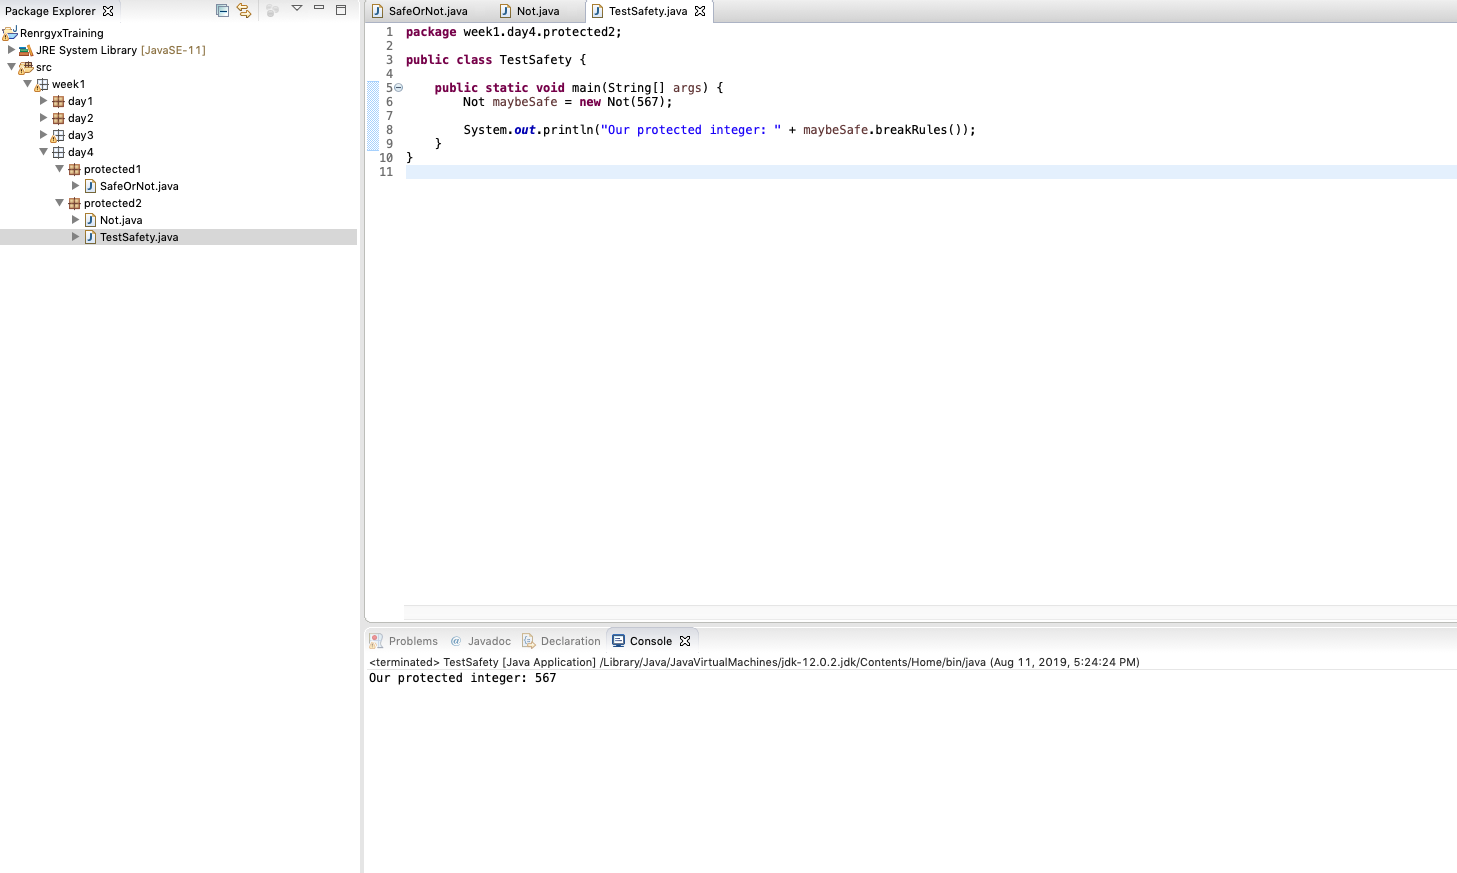 Package Explorer
RenrgyxTraining
JRE System Library [JavaSE-11]
src
week1
day1
day2
day3
day4
protected1
SafeOrNot.java
protected2
Not.java
TestSafety.java
SafeOrNot.java Not.java TestSafety.java
1 package week1.day4.protected2;
2
3 public class TestSafety {
4
5 public static void main(String[] args) {
6 Not maybeSafe = new Not(567);
7
8 System.out.println("Our protected integer: " + maybeSafe.breakRules());
9 }
10 }
11
Problems @ Javadoc Declaration Console
<terminated> TestSafety [Java Application] /Library/Java/JavaVirtualMachines/jdk-12.0.2.jdk/Contents/Home/bin/java (Aug 11, 2019, 5:24:24 PM)
Our protected integer: 567